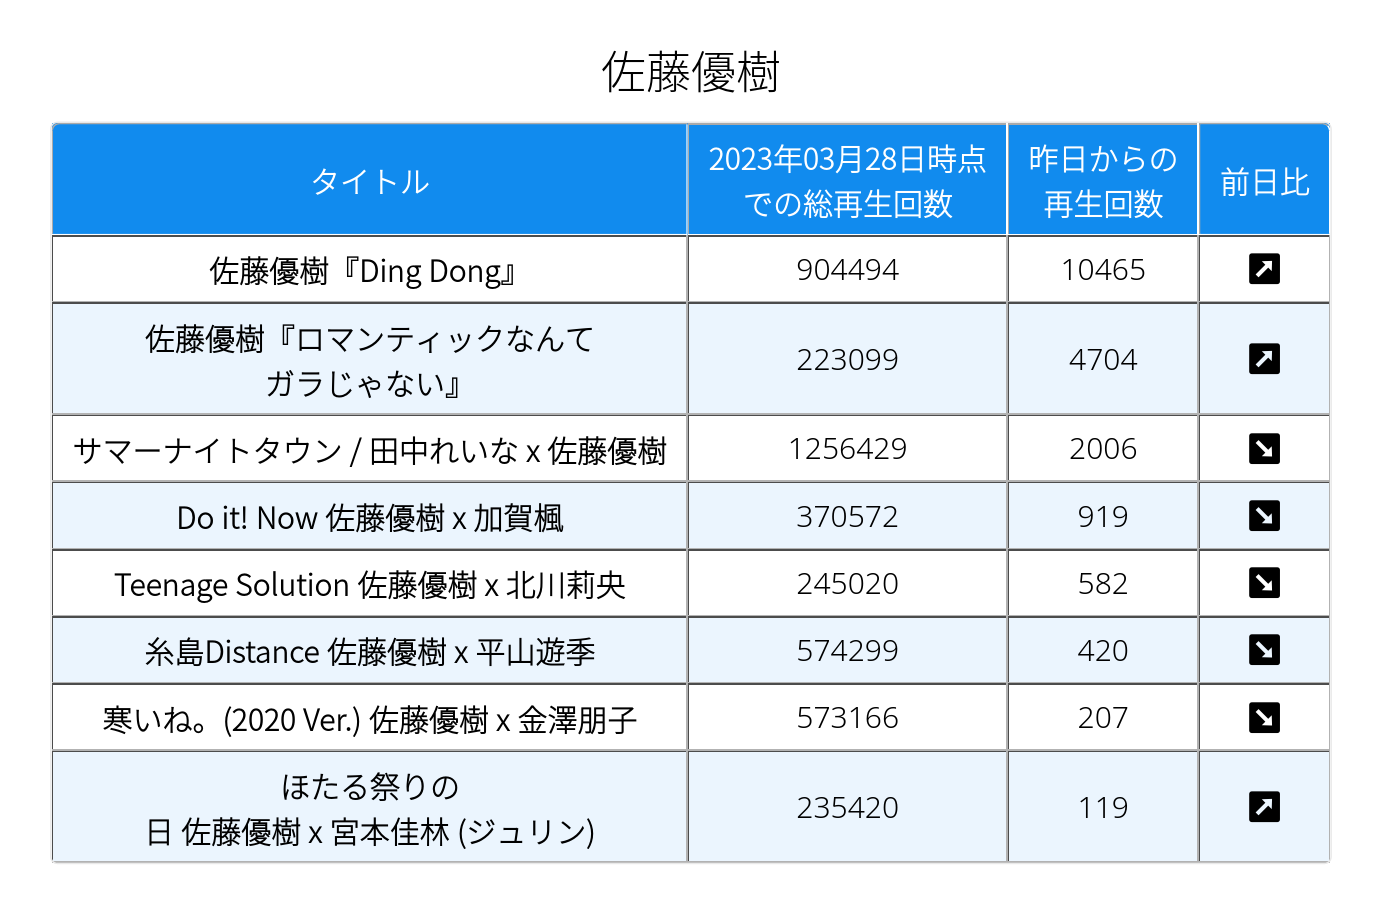 佐藤優樹
タイトル
2023年03月28日時点
での総再生回数
昨日からの
再生回数
前日比
佐藤優樹『Ding Dong』
904494
10465
佐藤優樹『ロマンティックなんて
ガラじゃない』
223099
4704
サマーナイトタウン / 田中れいな x 佐藤優樹
1256429
2006
Do it! Now 佐藤優樹 x 加賀楓
370572
919
Teenage Solution 佐藤優樹 x 北川莉央
245020
582
糸島Distance 佐藤優樹 x 平山遊季
574299
420
寒いね。(2020 Ver.) 佐藤優樹 x 金澤朋子
573166
207
ほたる祭りの
日 佐藤優樹 x 宮本佳林 (ジュリン)
235420
119